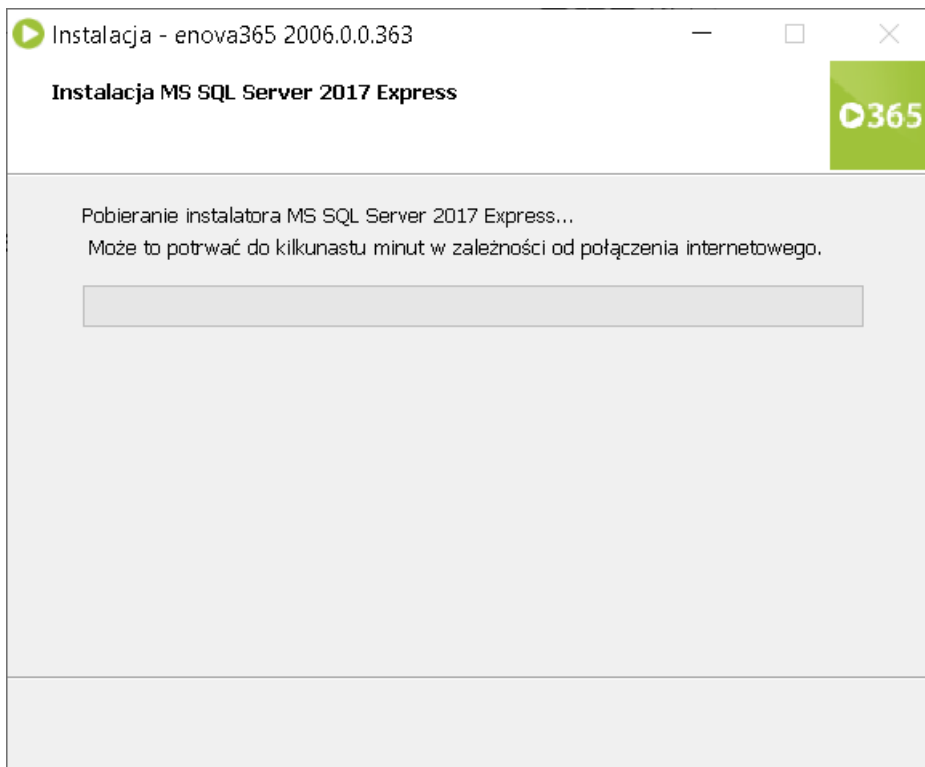 Instalacja - enova365 2006.0.0.363
Instalacja MS SQL Server 2017 Express
365
Pobieranie instalatora MS SQL Server 2017 Express...
Może to potrwać do kilkunastu minut w zależności od połączenia internetowego.